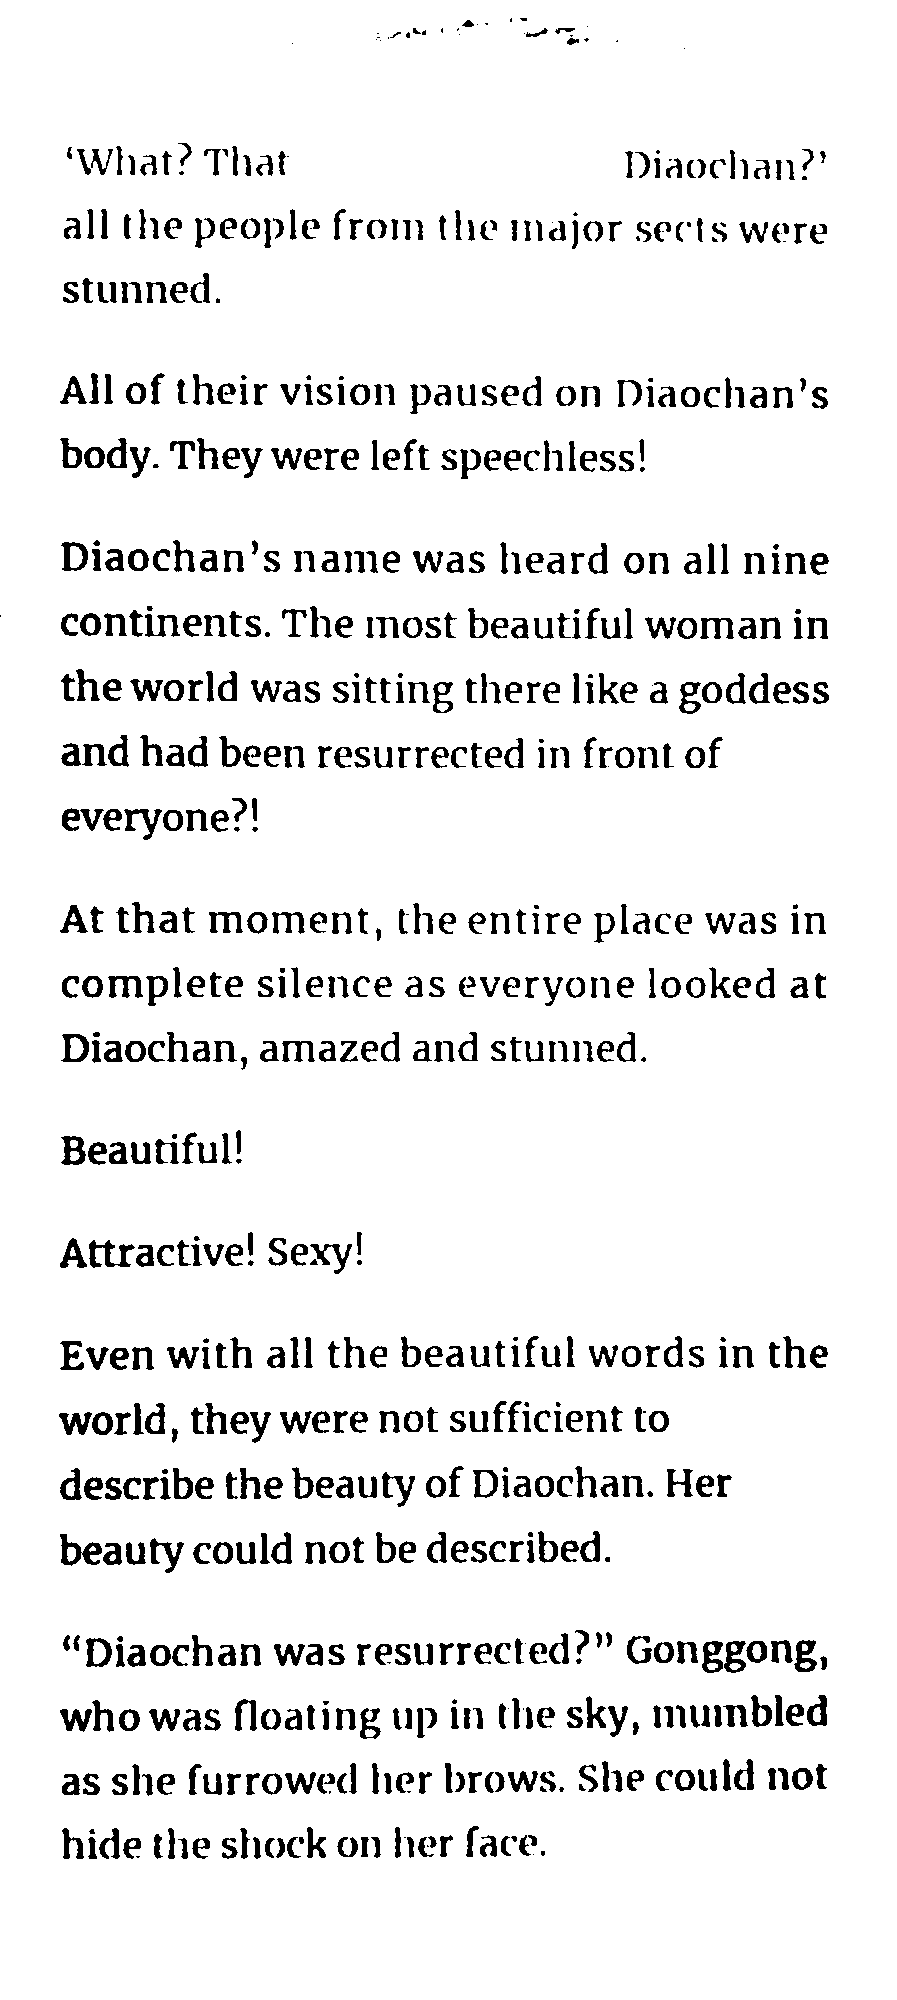 ‘What? That Diaochan?’
all the people from the major sects were
stunned.
All of their vision paused on Diaochan’s
body. They were left speechless!
Diaochan’s name was heard on all nine
continents. The most beautiful woman in
the world was sitting there like a goddess
and had been resurrected in front of
everyone?!
At that moment, the entire place was in
complete silence as everyone looked at
Diaochan, amazed and stunned.
Beautiful!
Attractive! Sexy!
Even with all the beautiful words in the
world, they were not sufficient to
describe the beauty of Diaochan. Her
beauty could not be described.
“Diaochan was resurrected?” Gonggong,
who was floating up in the sky, mumbled
as she furrowed her brows. She could not
hide the shock on her face.